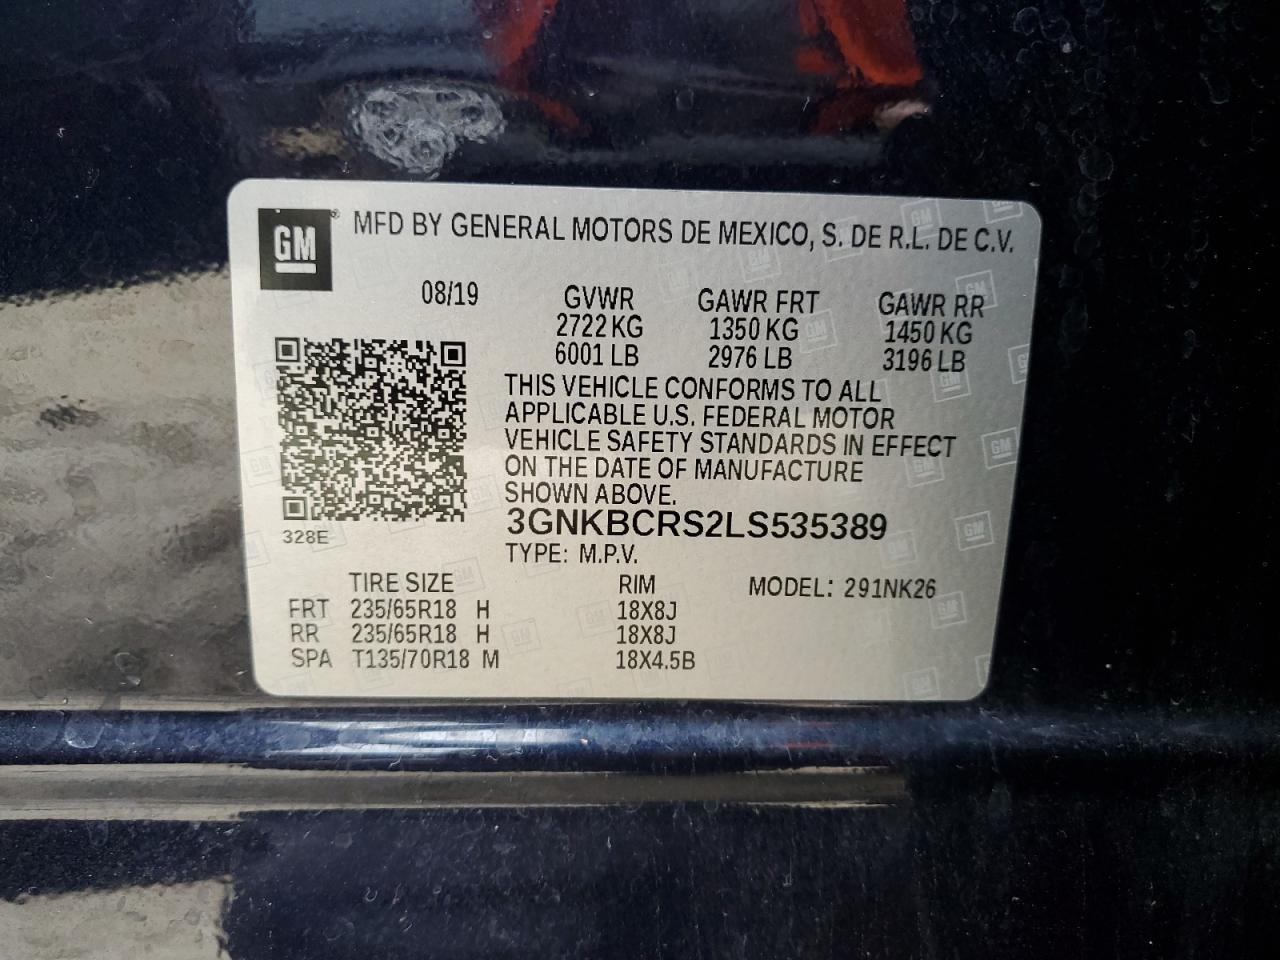 GM ® MFD BY GENERAL MOTORS DE MEXICO, S. DE R.L. DE C.V.
08/19 GVWR GAWR FRT GAWR RR
2722 KG 1350 KG 1450 KG
6001 LB 2976 LB 3196 LB
THIS VEHICLE CONFORMS TO ALL
APPLICABLE U.S. FEDERAL MOTOR
VEHICLE SAFETY STANDARDS IN EFFECT
ON THE DATE OF MANUFACTURE
SHOWN ABOVE.
3GNKBCRS2LS535389
328E TYPE: M.P.V.
TIRE SIZE RIM MODEL: 291NK26
FRT 235/65R18 H 18X8J
RR 235/65R18 H 18X8J
SPA T135/70R18 M 18X4.5B